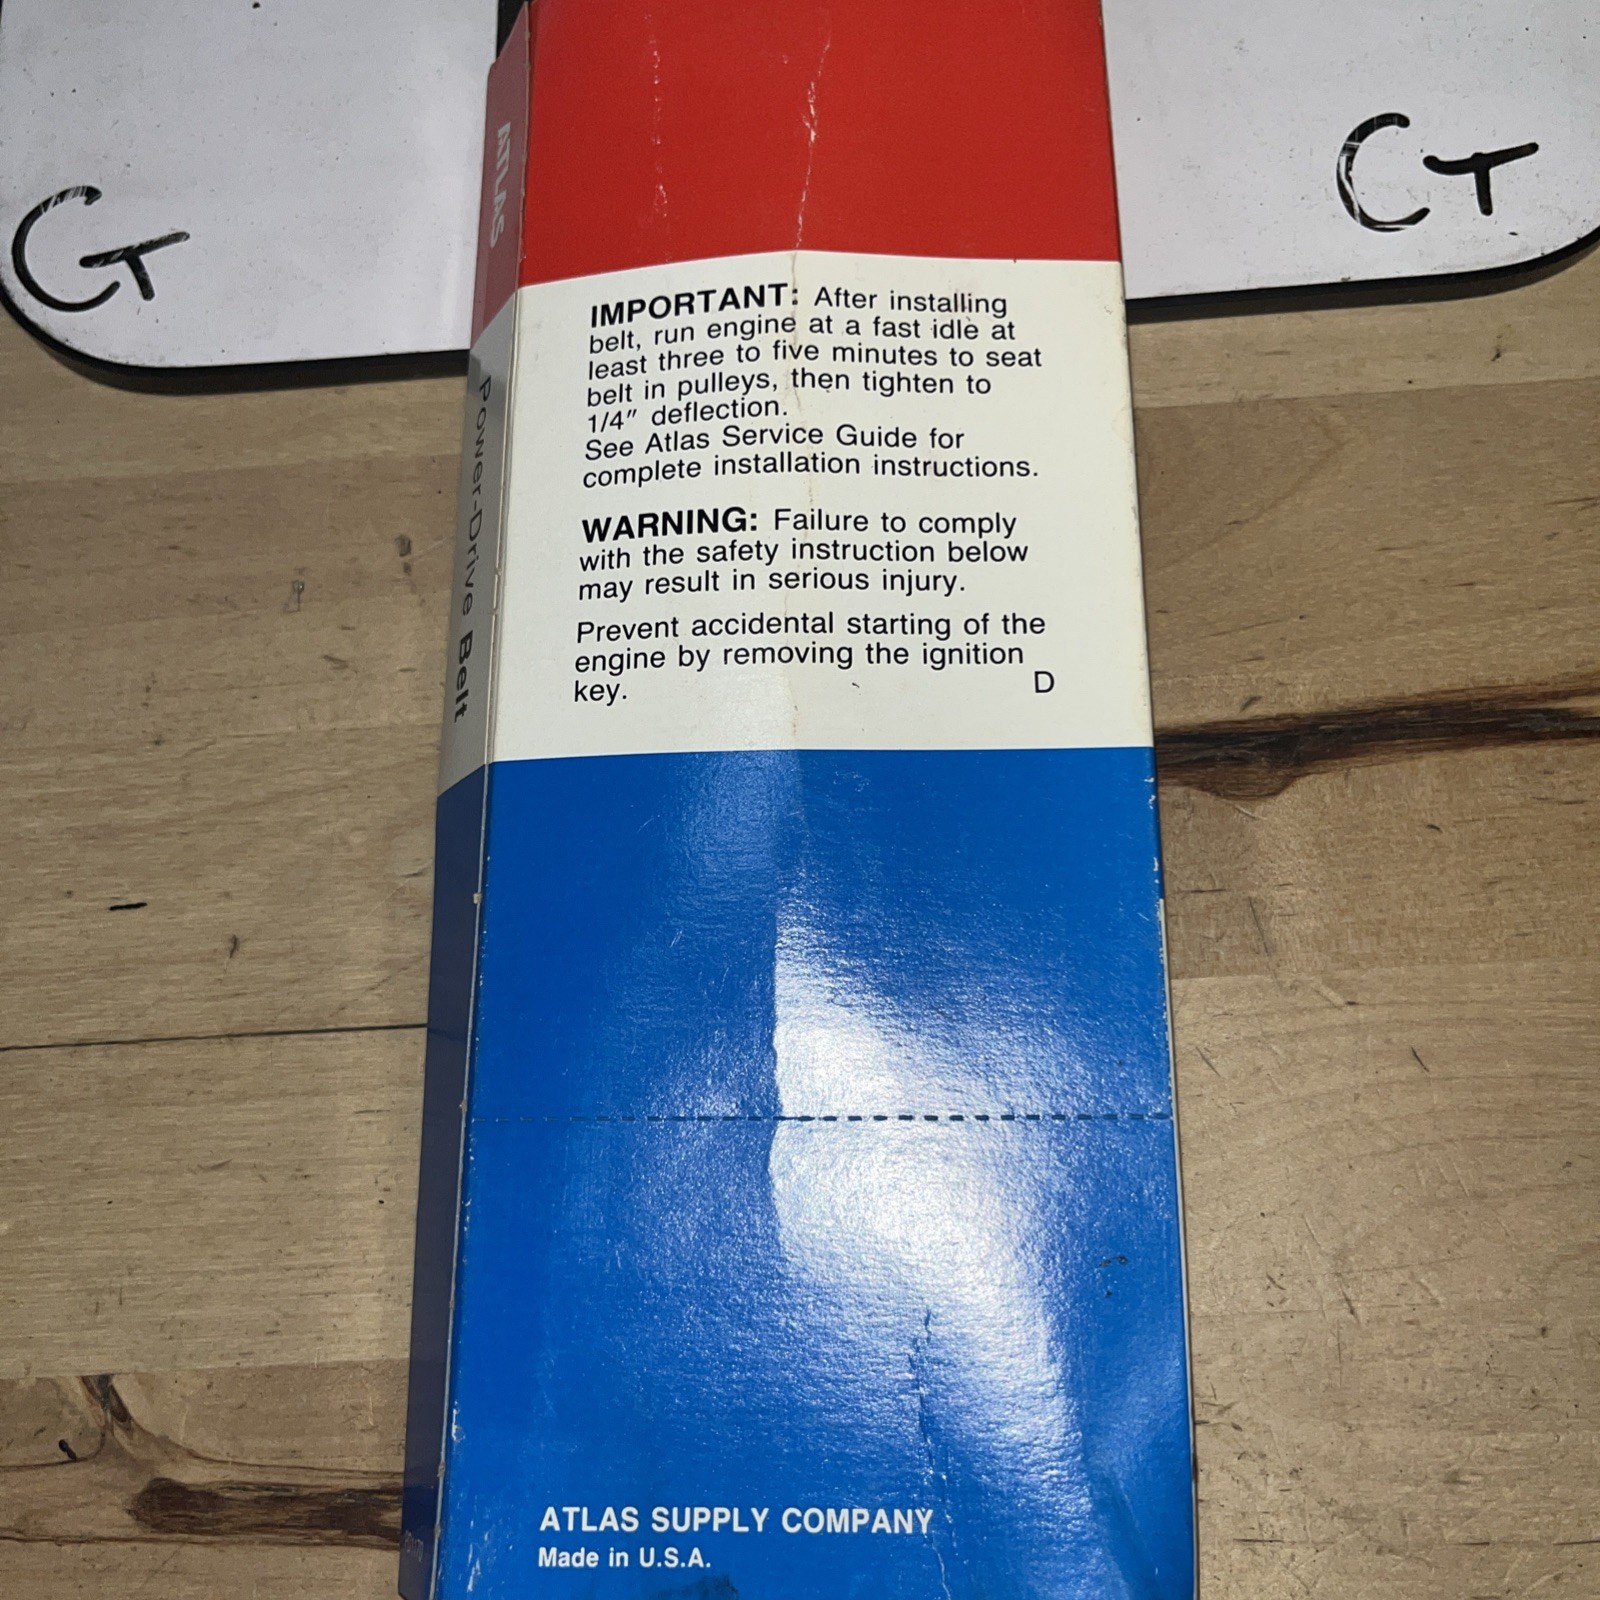 CT
CT
ATLAS
Power-Drive Belt
IMPORTANT: After installing
belt, run engine at a fast idle at
least three to five minutes to seat
belt in pulleys, then tighten to
1/4" deflection.
See Atlas Service Guide for
complete installation instructions.
WARNING: Failure to comply
with the safety instruction below
may result in serious injury.
Prevent accidental starting of the
engine by removing the ignition
key.
D
ATLAS SUPPLY COMPANY
Made in U.S.A.